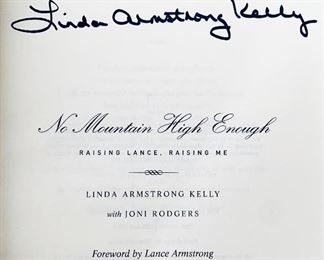 Linda Armstrong Kelly
No Mountain High Enough
RAISING LANCE, RAISING ME
LINDA ARMSTRONG KELLY
with JONI RODGERS
Foreword by Lance Armstrong